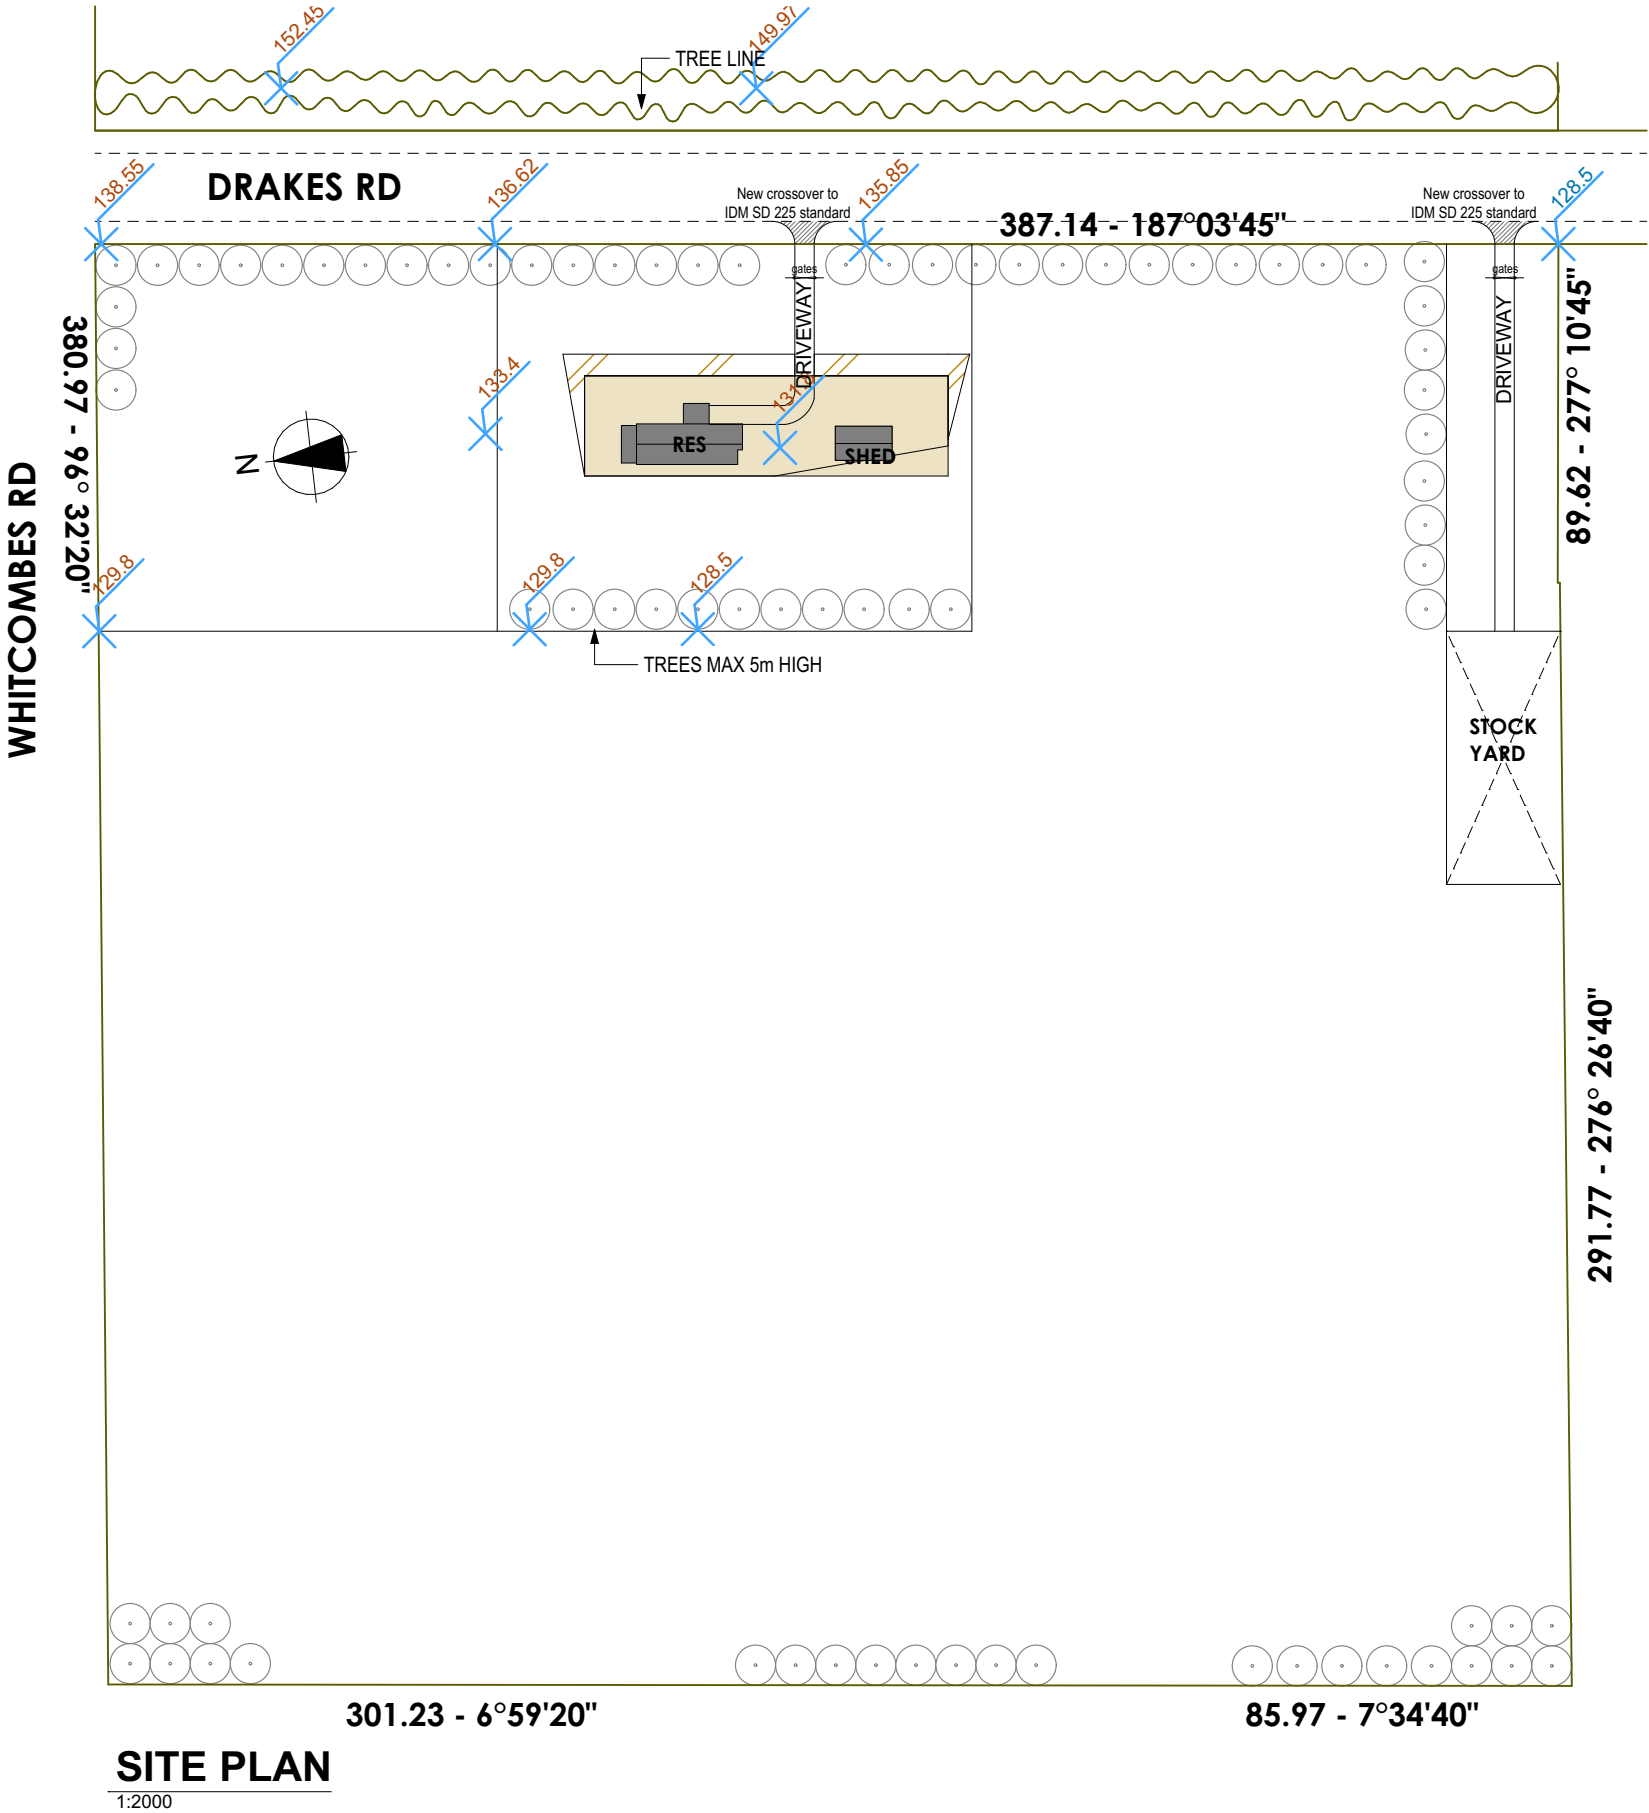 152.45
149.97
TREE LINE
138.55
DRAKES RD
136.62
New crossover to
IDM SD 225 standard
135.85
387.14 - 187°03'45"
New crossover to
IDM SD 225 standard
128.5
gates
gates
DRIVEWAY
DRIVEWAY
380.97 - 96° 32'20"
89.62 - 277° 10'45"
133.4
RES
SHED
N
WHITCOMBES RD
129.8
129.8
128.5
TREES MAX 5m HIGH
STOCK
YARD
291.77 - 276° 26'40"
301.23 - 6°59'20"
85.97 - 7°34'40"
SITE PLAN
1:2000